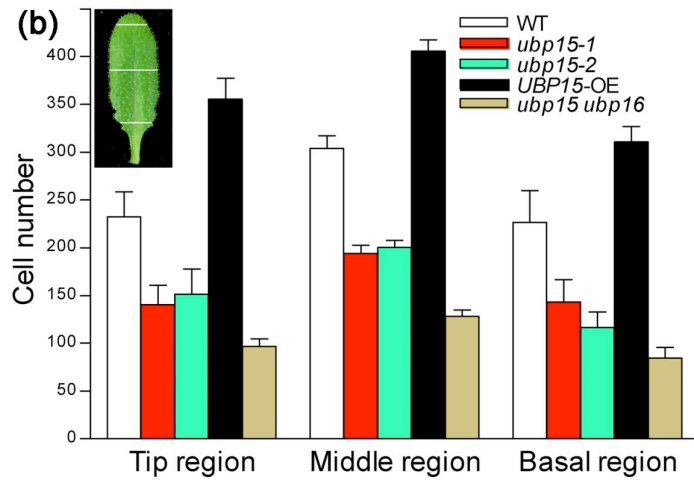 (b)
WT
ubp15-1
ubp15-2
UBP15-OE
ubp15 ubp16
Cell number
450
400
350
300
250
200
150
100
50
0
Tip region
Middle region
Basal region